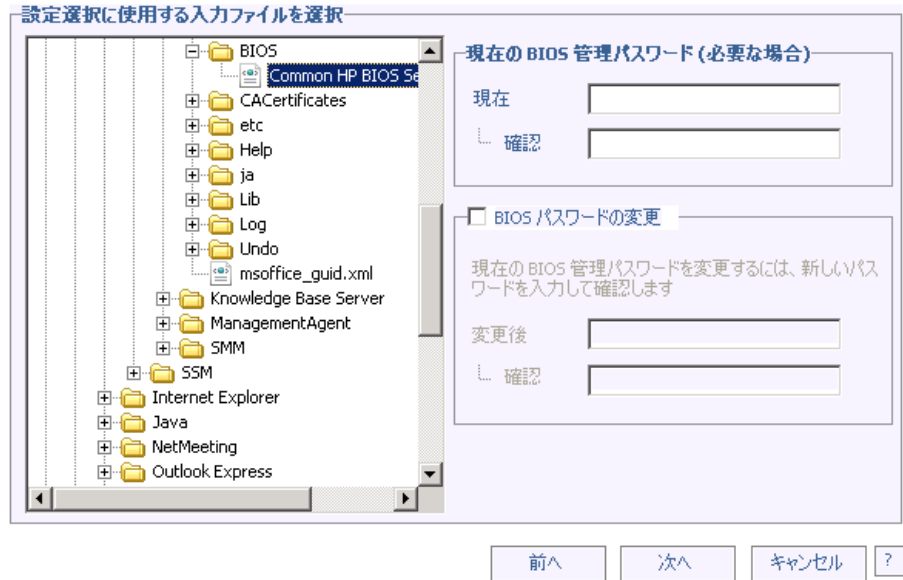 設定選択に使用する入力ファイルを選択
BIOS
Common HP BIOS Se
CACertificates
etc
Help
ja
Lib
Log
Undo
msoffice_guid.xml
Knowledge Base Server
ManagementAgent
SMM
SSM
Internet Explorer
Java
NetMeeting
Outlook Express
現在の BIOS 管理パスワード (必要な場合)
現在
確認
BIOS パスワードの変更
現在の BIOS 管理パスワードを変更するには、新しいパス
ワードを入力して確認します
変更後
確認
前へ
次へ
キャンセル
?